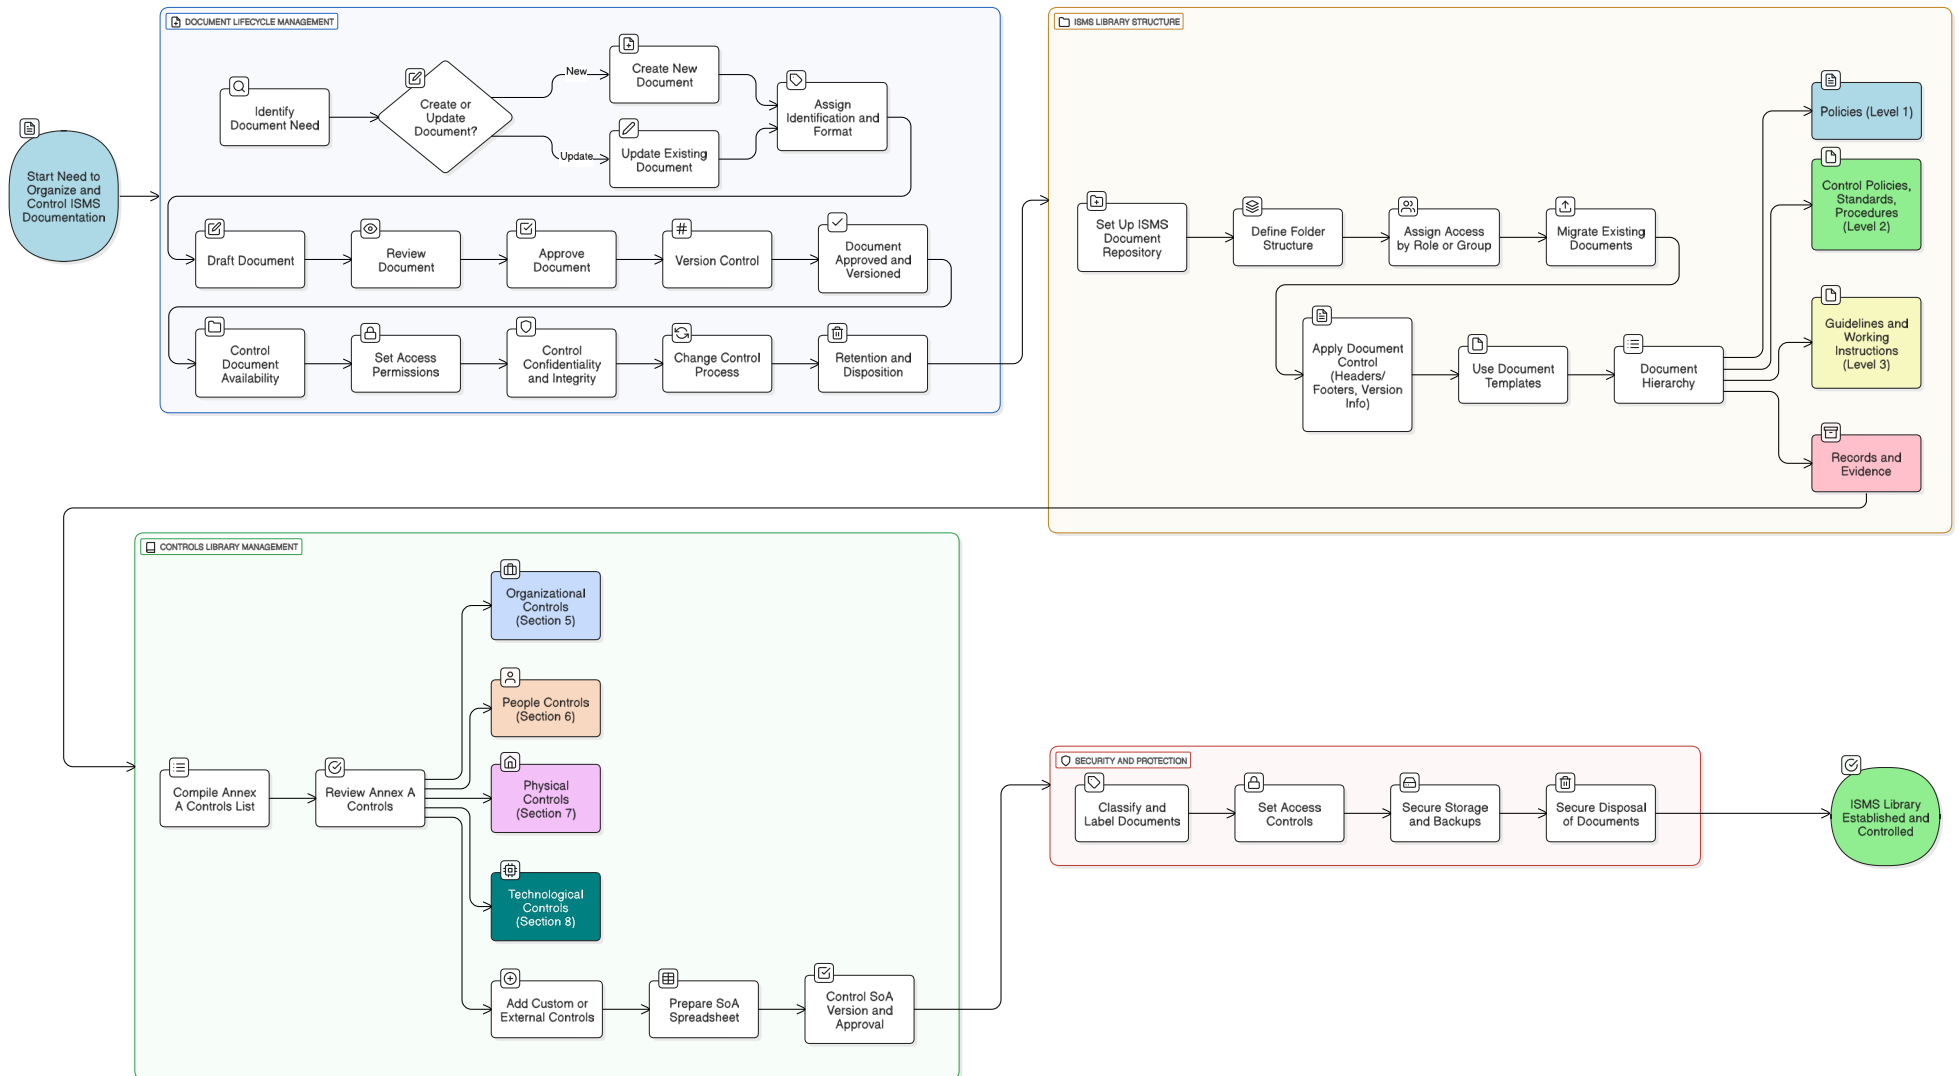 DOCUMENT LIFECYCLE MANAGEMENT
Start Need to
Organize and
Control ISMS
Documentation
Identify
Document Need
Create or
Update
Document?
New
Update
Create New
Document
Update Existing
Document
Assign
Identification and
Format
Draft Document
Review
Document
Approve
Document
Version Control
Document
Approved and
Versioned
Control
Document
Availability
Set Access
Permissions
Control
Confidentiality
and Integrity
Change Control
Process
Retention and
Disposition
ISMS LIBRARY STRUCTURE
Set Up ISMS
Document
Repository
Define Folder
Structure
Assign Access
by Role or Group
Migrate Existing
Documents
Apply Document
Control
(Headers/
Footers, Version
Info)
Use Document
Templates
Document
Hierarchy
Policies (Level 1)
Control Policies,
Standards,
Procedures
(Level 2)
Guidelines and
Working
Instructions
(Level 3)
Records and
Evidence
CONTROLS LIBRARY MANAGEMENT
Compile Annex
A Controls List
Review Annex A
Controls
Organizational
Controls
(Section 5)
People Controls
(Section 6)
Physical
Controls
(Section 7)
Technological
Controls
(Section 8)
Add Custom or
External Controls
Prepare SoA
Spreadsheet
Control SoA
Version and
Approval
SECURITY AND PROTECTION
Classify and
Label Documents
Set Access
Controls
Secure Storage
and Backups
Secure Disposal
of Documents
ISMS Library
Established and
Controlled